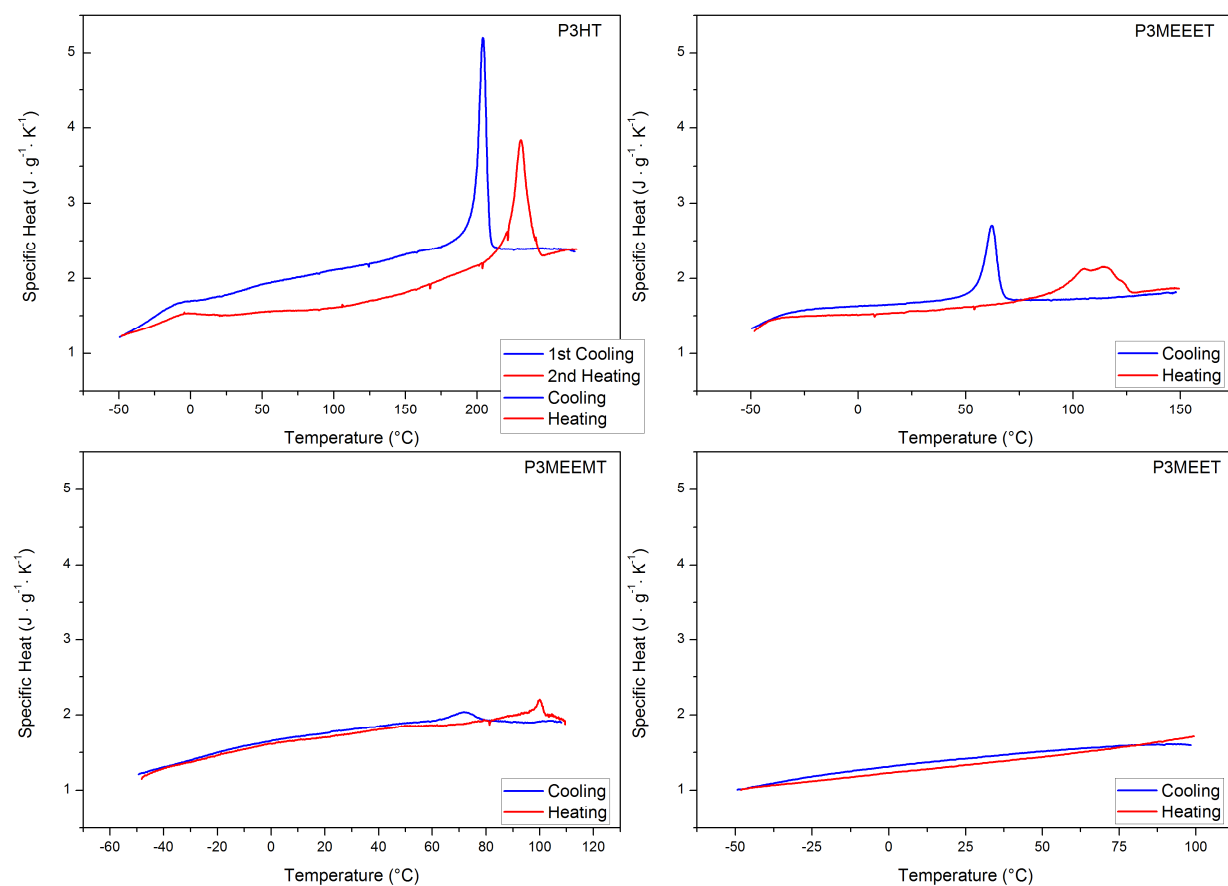 P3HT
Specific Heat (J · g⁻¹· K⁻¹)
5
4
3
2
1
1st Cooling
2nd Heating
Cooling
Heating
-50 0 50 100 150 200
Temperature (°C)
P3MEEET
Specific Heat (J · g⁻¹· K⁻¹)
5
4
3
2
1
Cooling
Heating
-50 0 50 100 150
Temperature (°C)
P3MEEMT
Specific Heat (J · g⁻¹· K⁻¹)
5
4
3
2
1
Cooling
Heating
-60 -40 -20 0 20 40 60 80 100 120
Temperature (°C)
P3MEET
Specific Heat (J · g⁻¹· K⁻¹)
5
4
3
2
1
Cooling
Heating
-50 -25 0 25 50 75 100
Temperature (°C)